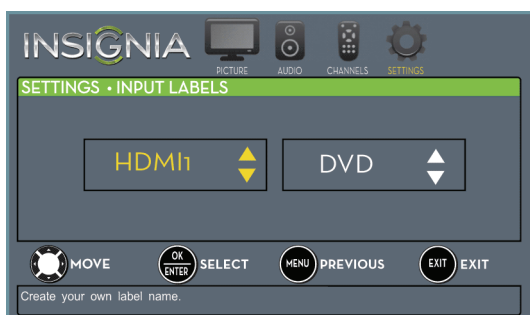 INSIGNIA
PICTURE AUDIO CHANNELS SETTINGS
SETTINGS • INPUT LABELS
HDMI1 DVD
MOVE OK ENTER SELECT MENU PREVIOUS EXIT EXIT
Create your own label name.